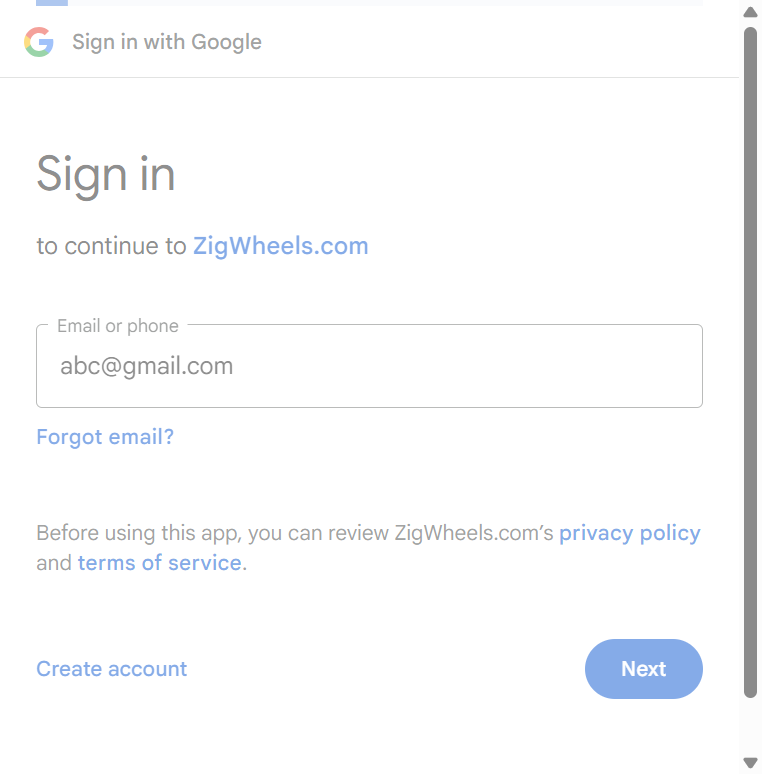 Sign in with Google
Sign in
to continue to ZigWheels.com
Email or phone
abc@gmail.com
Forgot email?
Before using this app, you can review ZigWheels.com’s privacy policy
and terms of service.
Create account
Next